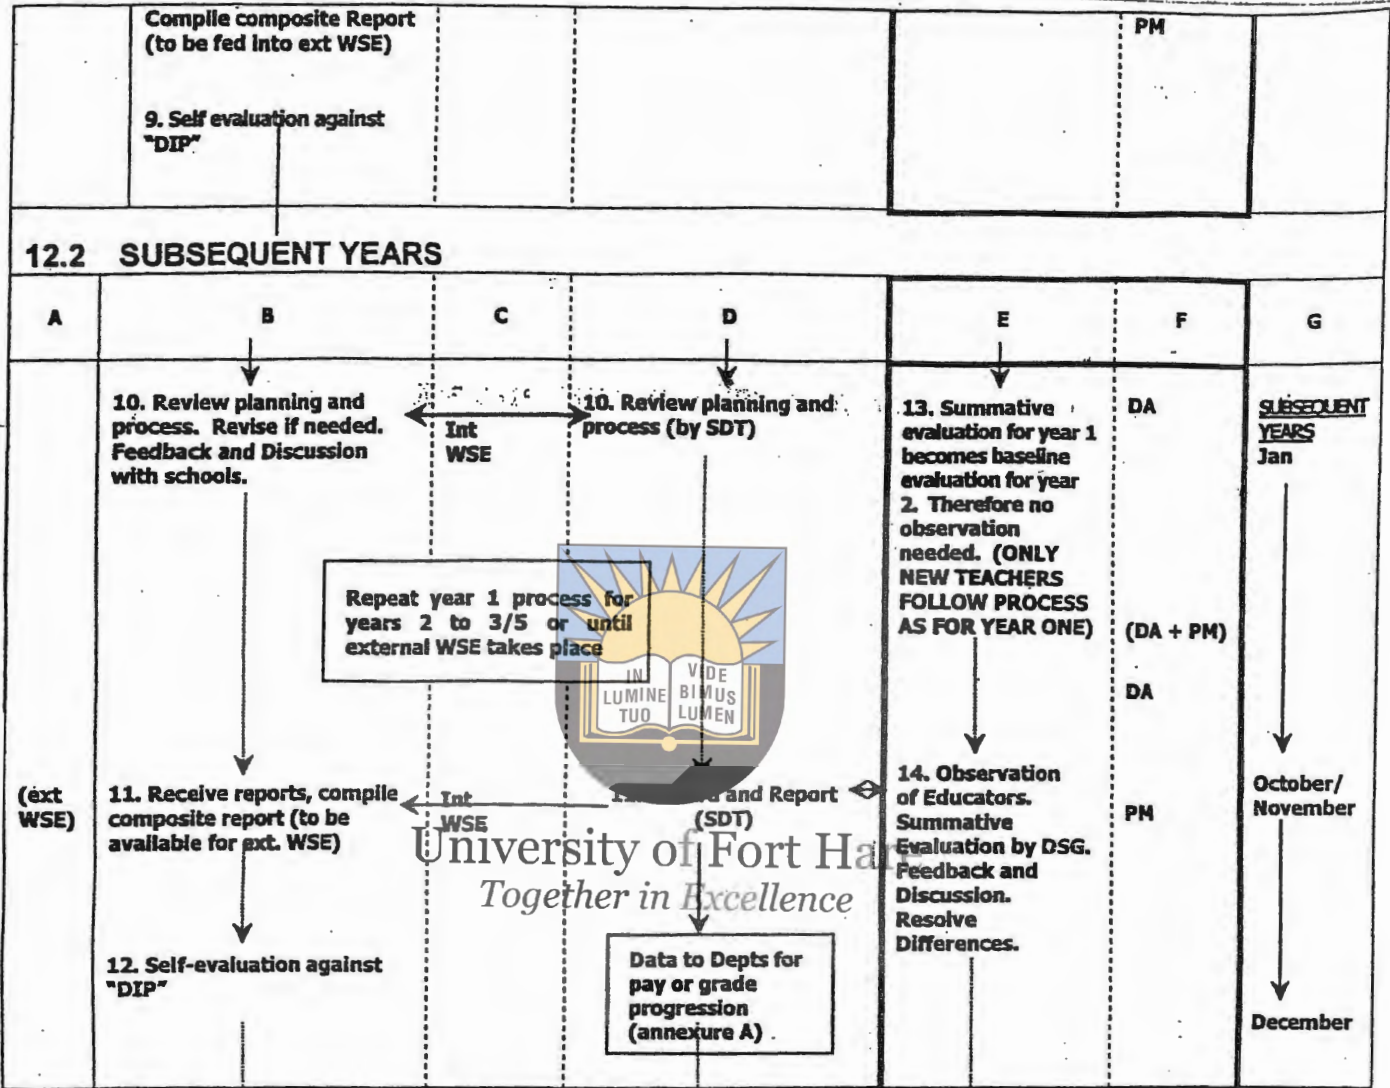 Compile composite Report
(to be fed into ext WSE)
PM
9. Self evaluation against
"DIP"
12.2 SUBSEQUENT YEARS
A
B
C
D
E
F
G
10. Review planning and
process. Revise if needed.
Feedback and Discussion
with schools.
Int
WSE
10. Review planning and
process (by SDT)
13. Summative
evaluation for year 1
becomes baseline
evaluation for year
2. Therefore no
observation
needed. (ONLY
NEW TEACHERS
FOLLOW PROCESS
AS FOR YEAR ONE)
DA
(DA + PM)
DA
SUBSEQUENT
YEARS
Jan
Repeat year 1 process for
years 2 to 3/5 or until
external WSE takes place
IN
LUMINE
TUO
VIDE
BIMUS
LUMEN
(ext
WSE)
11. Receive reports, compile
composite report (to be
available for ext. WSE)
Int
WSE
and Report
(SDT)
14. Observation
of Educators.
Summative
Evaluation by DSG.
Feedback and
Discussion.
Resolve
Differences.
PM
October/
November
University of Fort Hare
Together in Excellence
12. Self-evaluation against
"DIP"
Data to Depts for
pay or grade
progression
(annexure A)
December